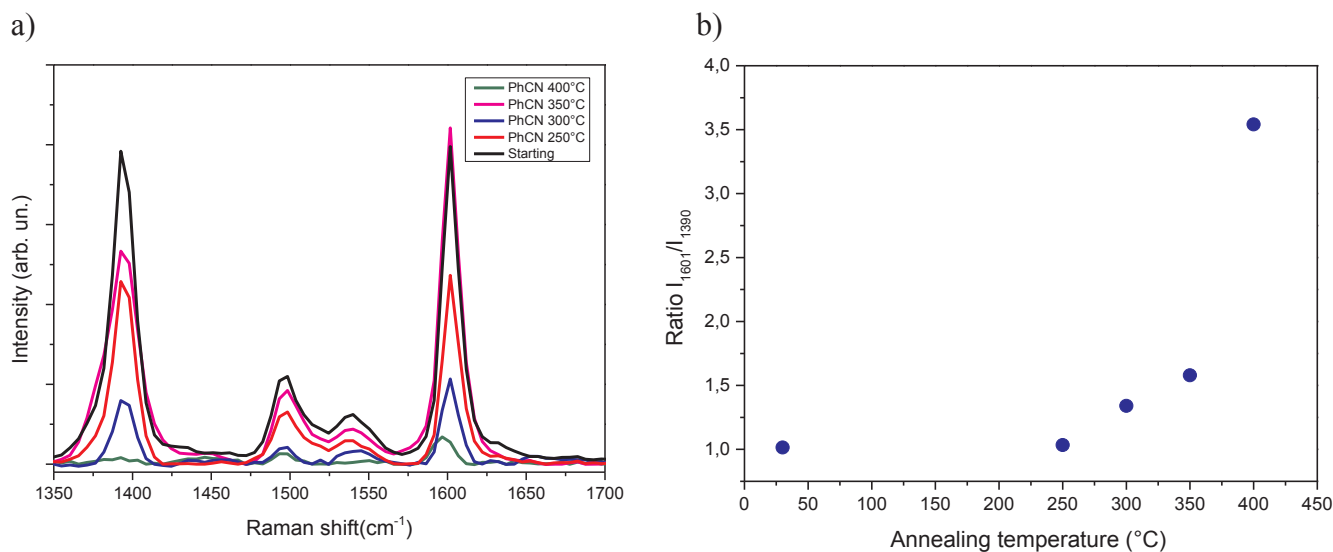 a)
PhCN 400°C
PhCN 350°C
PhCN 300°C
PhCN 250°C
Starting
Intensity (arb. un.)
1350 1400 1450 1500 1550 1600 1650 1700
Raman shift(cm⁻¹)
b)
4,0
3,5
3,0
2,5
2,0
1,5
1,0
Ratio I₁₆₀₁/I₁₃₉₀
0 50 100 150 200 250 300 350 400 450
Annealing temperature (°C)